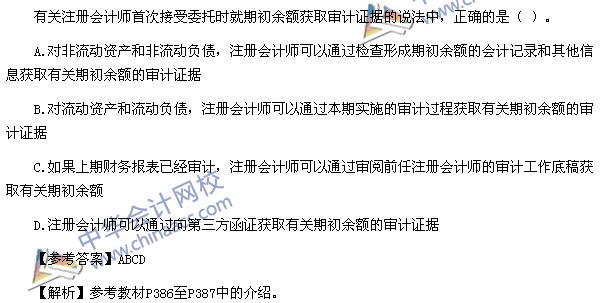 有关注册会计师首次接受委托时就期初余额获取审计证据的说法中，正确的是（ ）。
A.对非流动资产和非流动负债，注册会计师可以通过检查形成期初余额的会计记录和其他信
息获取有关期初余额的审计证据
B.对流动资产和流动负债，注册会计师可以通过本期实施的审计过程获取有关期初余额的审
计证据
C.如果上期财务报表已经审计，注册会计师可以通过审阅前任注册会计师的审计工作底稿获
取有关期初余额
D.注册会计师可以通过向第三方函证获取有关期初余额的审计证据
【参考答案】ABCD
【解析】参考教材P386至P387中的介绍。
中华会计网校
www.chinaacc.com